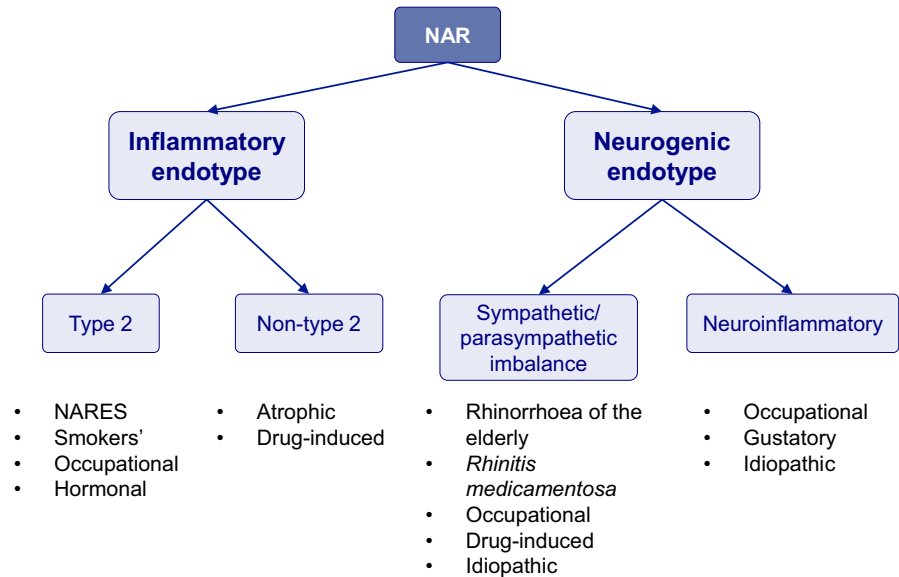 NAR
Inflammatory
endotype
Neurogenic
endotype
Type 2
Non-type 2
Sympathetic/
parasympathetic
imbalance
Neuroinflammatory
• NARES
• Smokers’
• Occupational
• Hormonal
• Atrophic
• Drug-induced
• Rhinorrhoea of the
elderly
• Rhinitis
medicamentosa
• Occupational
• Drug-induced
• Idiopathic
• Occupational
• Gustatory
• Idiopathic